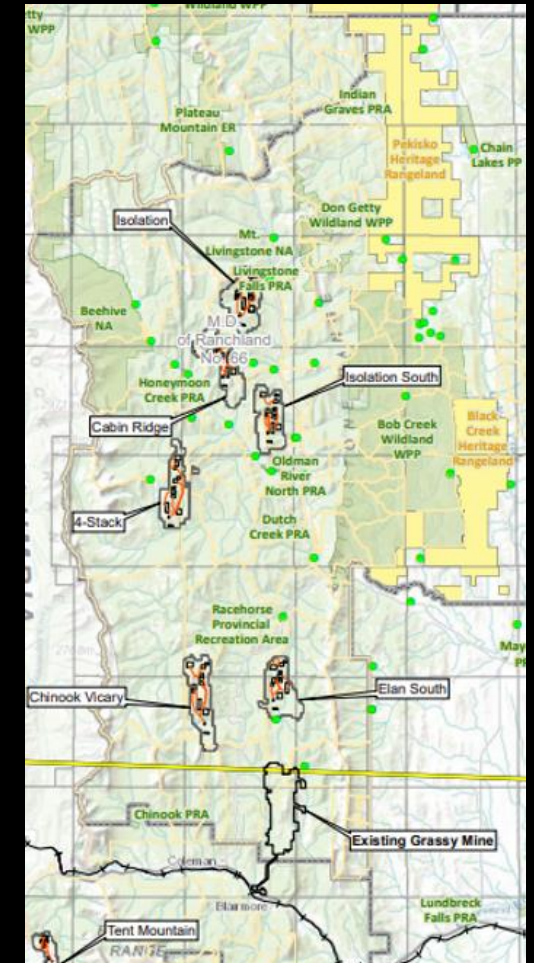 Wildland WPP
WPP
Indian
Graves PRA
Plateau
Mountain ER
Pekisko
Heritage
Rangeland
Chain
Lakes PP
Don Getty
Wildland WPP
Isolation
Mt.
Livingstone NA
Livingstone
Falls PRA
Beehive
NA
M.D.
of Ranchland
No. 66
Honeymoon
Creek PRA
Isolation South
Cabin Ridge
Bob Creek
Wildland
WPP
Black
Creek
Heritage
Rangeland
Oldman
River
North PRA
4-Stack
Dutch
Creek PRA
Racehorse
Provincial
Recreation Area
Chinook Vicary
Elan South
Chinook PRA
Existing Grassy Mine
Coleman
Blairmore
Lundbreck
Falls PRA
Tent Mountain
RANGE